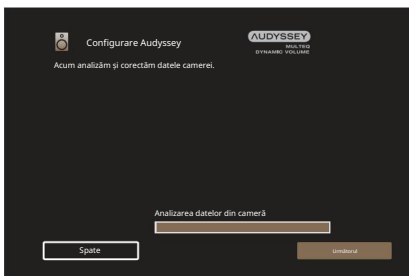 Configurare Audyssey
AUDYSSEY
MULTEQ
DYNAMIC VOLUME
Acum analizăm și corectăm datele camerei.
Analizarea datelor din cameră
Spate
Următorul